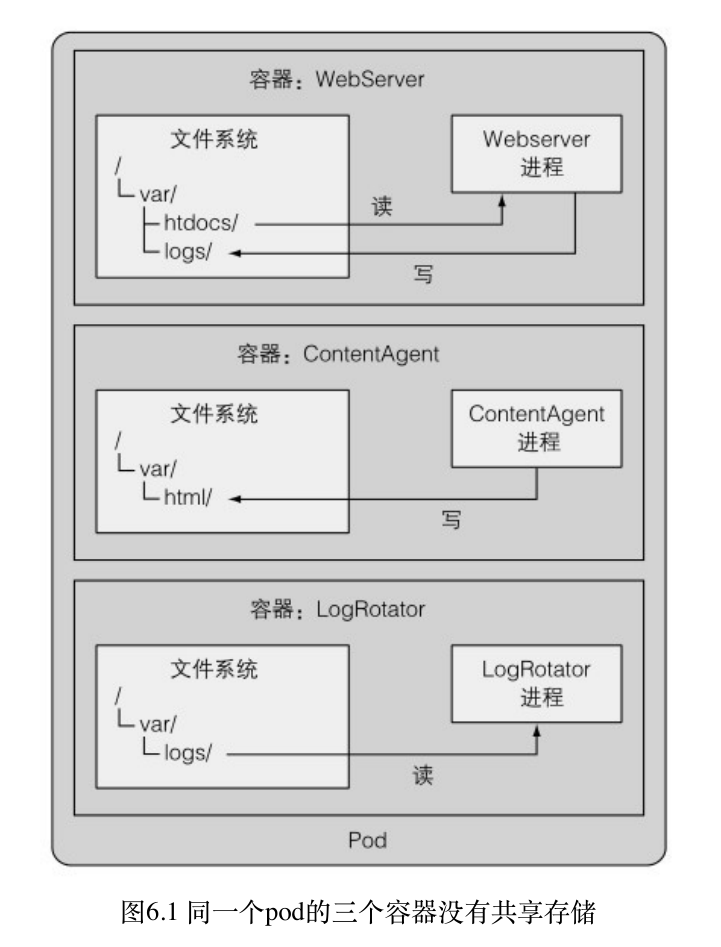 容器：WebServer
文件系统
/
var/
htdocs/
logs/
读
写
Webserver
进程
容器：ContentAgent
文件系统
/
var/
html/
写
ContentAgent
进程
容器：LogRotator
文件系统
/
var/
logs/
读
LogRotator
进程
Pod
图6.1 同一个pod的三个容器没有共享存储